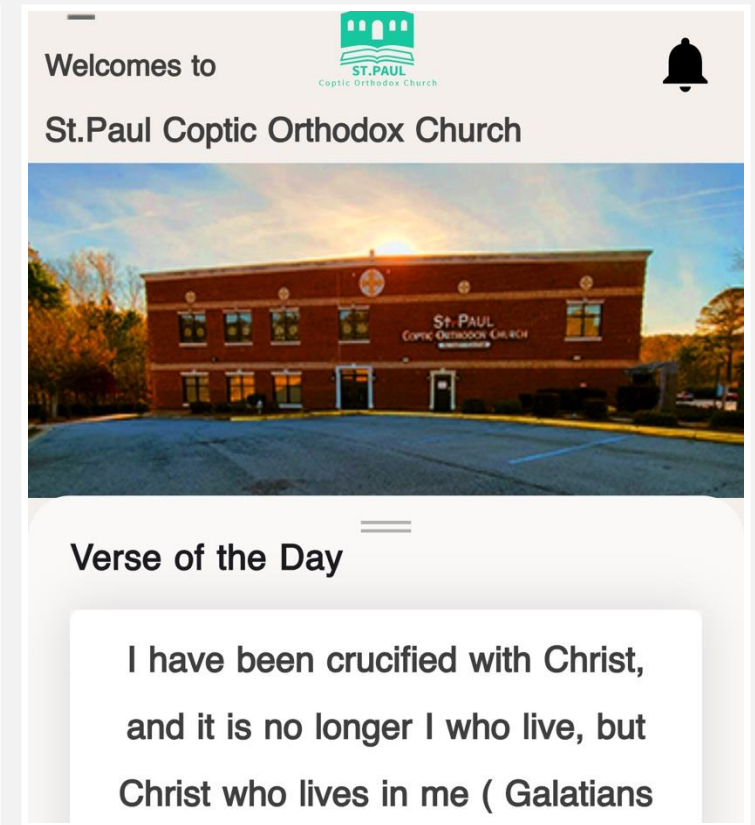 Welcomes to
ST.PAUL
Coptic Orthodox Church
St.Paul Coptic Orthodox Church
ST. PAUL
COPTIC ORTHODOX CHURCH
Verse of the Day
I have been crucified with Christ,
and it is no longer I who live, but
Christ who lives in me ( Galatians